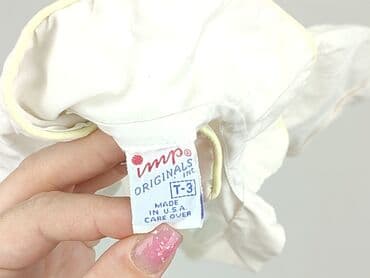 imp®
ORIGINALS INC.
T-3
MADE
IN U.S.A.
CARE OVER